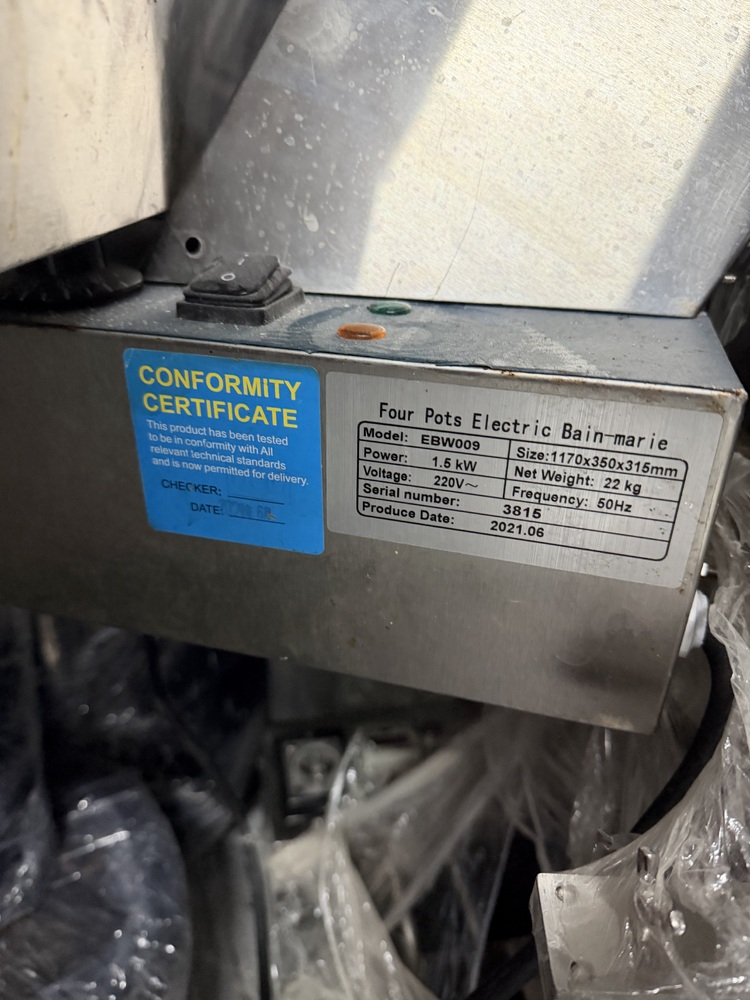 CONFORMITY
CERTIFICATE
This product has been tested
to be in conformity with All
relevant technical standards
and is now permitted for delivery.
CHECKER:
DATE:
Four Pots Electric Bain-marie
Model: EBW009
Size:1170x350x315mm
Power: 1.5 kW
Net Weight: 22 kg
Voltage: 220V～
Frequency: 50Hz
Serial number: 3815
Produce Date: 2021.06